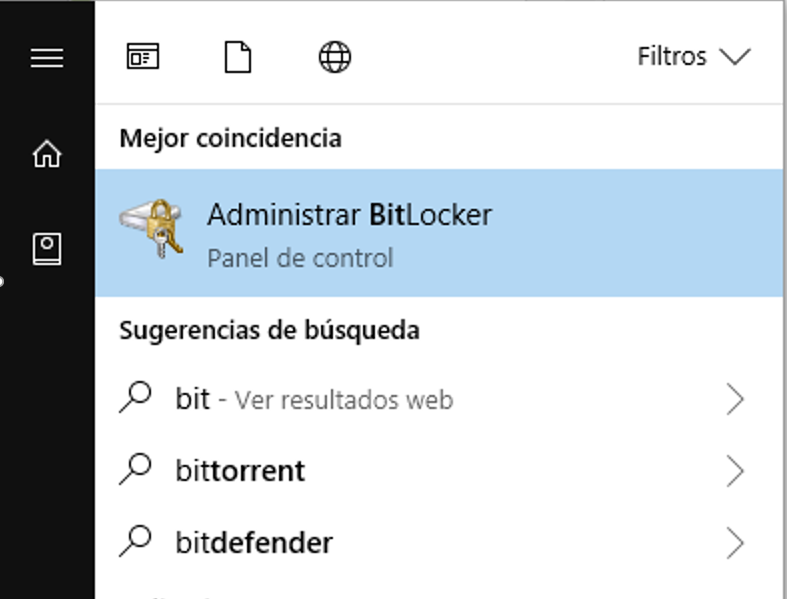 Filtros
Mejor coincidencia
Administrar BitLocker
Panel de control
Sugerencias de búsqueda
bit - Ver resultados web
bittorrent
bitdefender